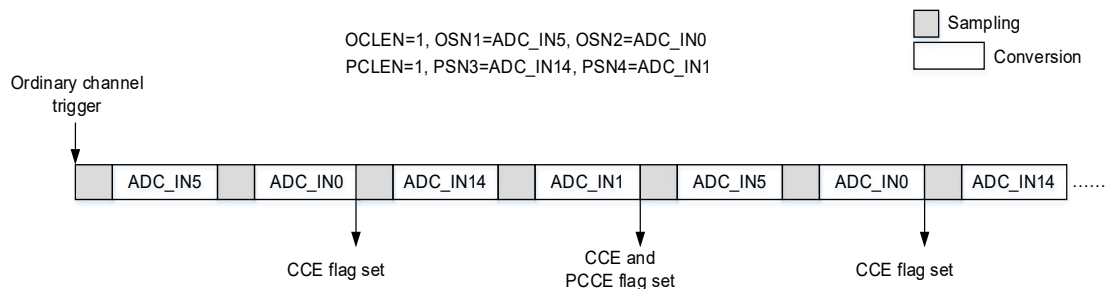 OCLEN=1, OSN1=ADC_IN5, OSN2=ADC_IN0
PCLEN=1, PSN3=ADC_IN14, PSN4=ADC_IN1
Sampling
Conversion
Ordinary channel
trigger
ADC_IN5 ADC_IN0 ADC_IN14 ADC_IN1 ADC_IN5 ADC_IN0 ADC_IN14 ......
CCE flag set
CCE and
PCCE flag set
CCE flag set